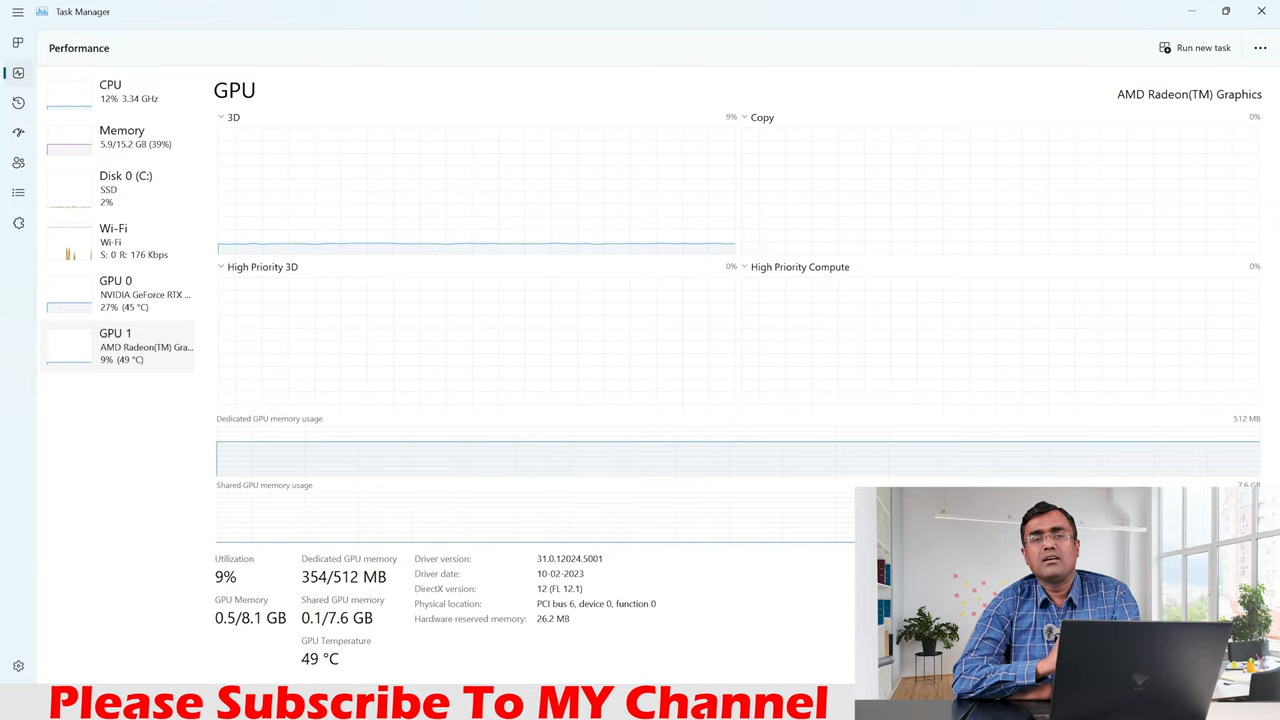 Task Manager
Performance
Run new task
CPU
12% 3.34 GHz
Memory
5.9/15.2 GB (39%)
Disk 0 (C:)
SSD
2%
Wi-Fi
Wi-Fi
S: 0 R: 176 Kbps
GPU 0
NVIDIA GeForce RTX ...
27% (45 °C)
GPU 1
AMD Radeon(TM) Gra...
9% (49 °C)
GPU
AMD Radeon(TM) Graphics
3D 9%
Copy 0%
High Priority 3D 0%
High Priority Compute 0%
Dedicated GPU memory usage 512 MB
Shared GPU memory usage 7.6 GB
Utilization
9%
Dedicated GPU memory
354/512 MB
GPU Memory
0.5/8.1 GB
Shared GPU memory
0.1/7.6 GB
GPU Temperature
49 °C
Driver version: 31.0.12024.5001
Driver date: 10-02-2023
DirectX version: 12 (FL 12.1)
Physical location: PCI bus 6, device 0, function 0
Hardware reserved memory: 26.2 MB
Please Subscribe To MY Channel